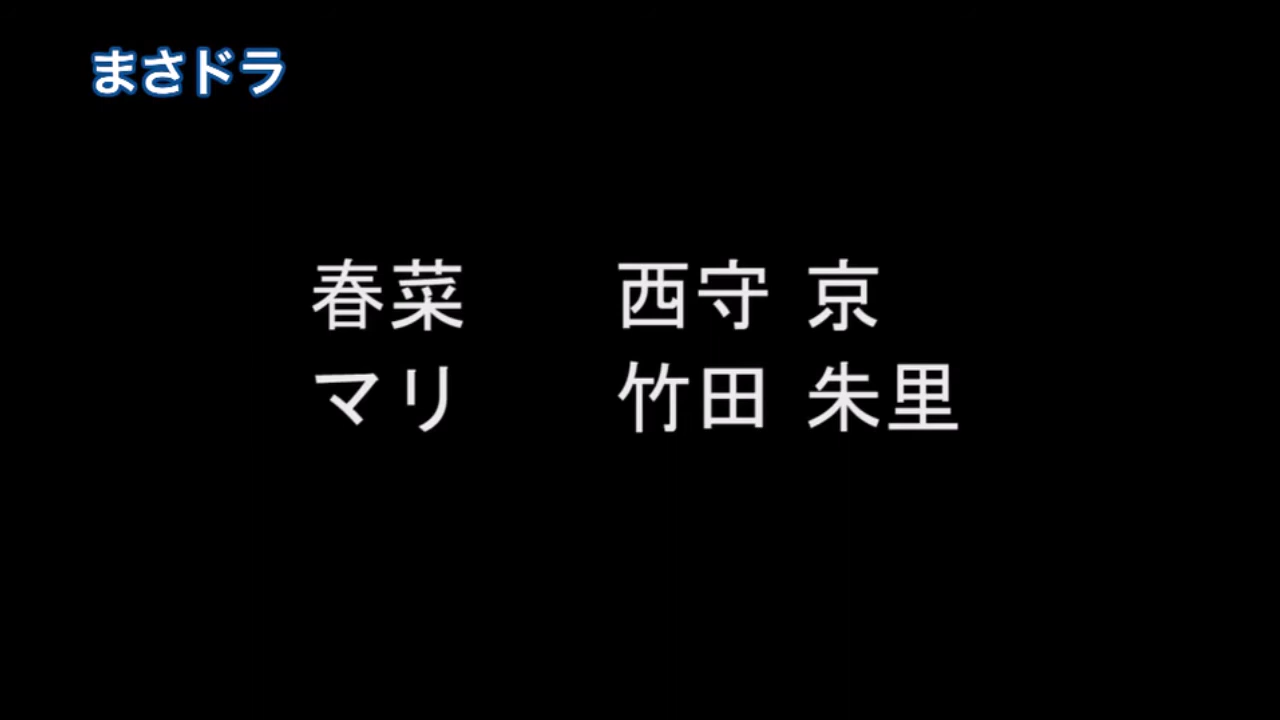 まさドラ
春菜　　西守 京
マリ　　竹田 朱里